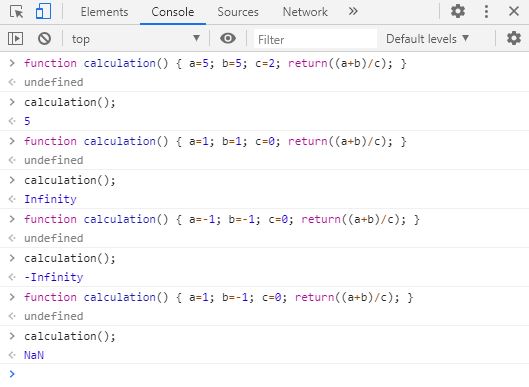 Elements Console Sources Network »
top Filter Default levels
function calculation() { a=5; b=5; c=2; return((a+b)/c); }
undefined
calculation();
5
function calculation() { a=1; b=1; c=0; return((a+b)/c); }
undefined
calculation();
Infinity
function calculation() { a=-1; b=-1; c=0; return((a+b)/c); }
undefined
calculation();
-Infinity
function calculation() { a=1; b=-1; c=0; return((a+b)/c); }
undefined
calculation();
NaN